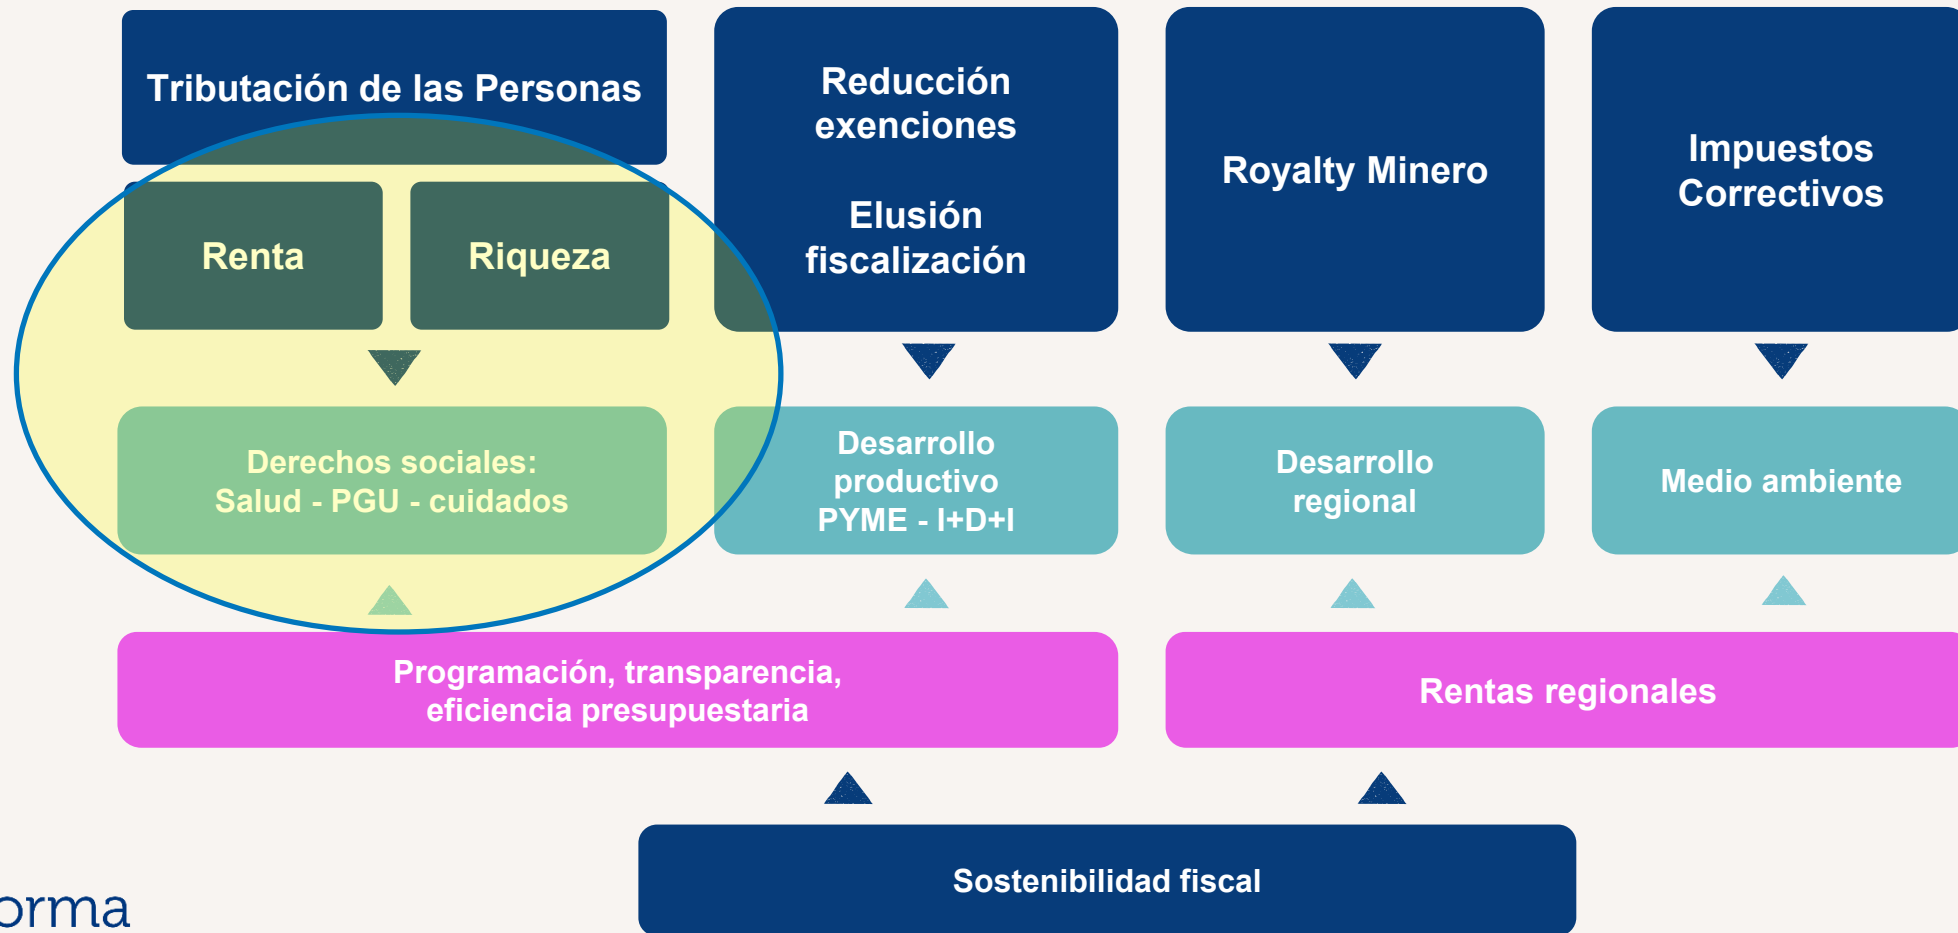 Tributación de las Personas
Renta
Riqueza
Derechos sociales:
Salud - PGU - cuidados
Reducción
exenciones
Elusión
fiscalización
Desarrollo
productivo
PYME - I+D+I
Royalty Minero
Desarrollo
regional
Impuestos
Correctivos
Medio ambiente
Programación, transparencia,
eficiencia presupuestaria
Rentas regionales
Sostenibilidad fiscal
orma